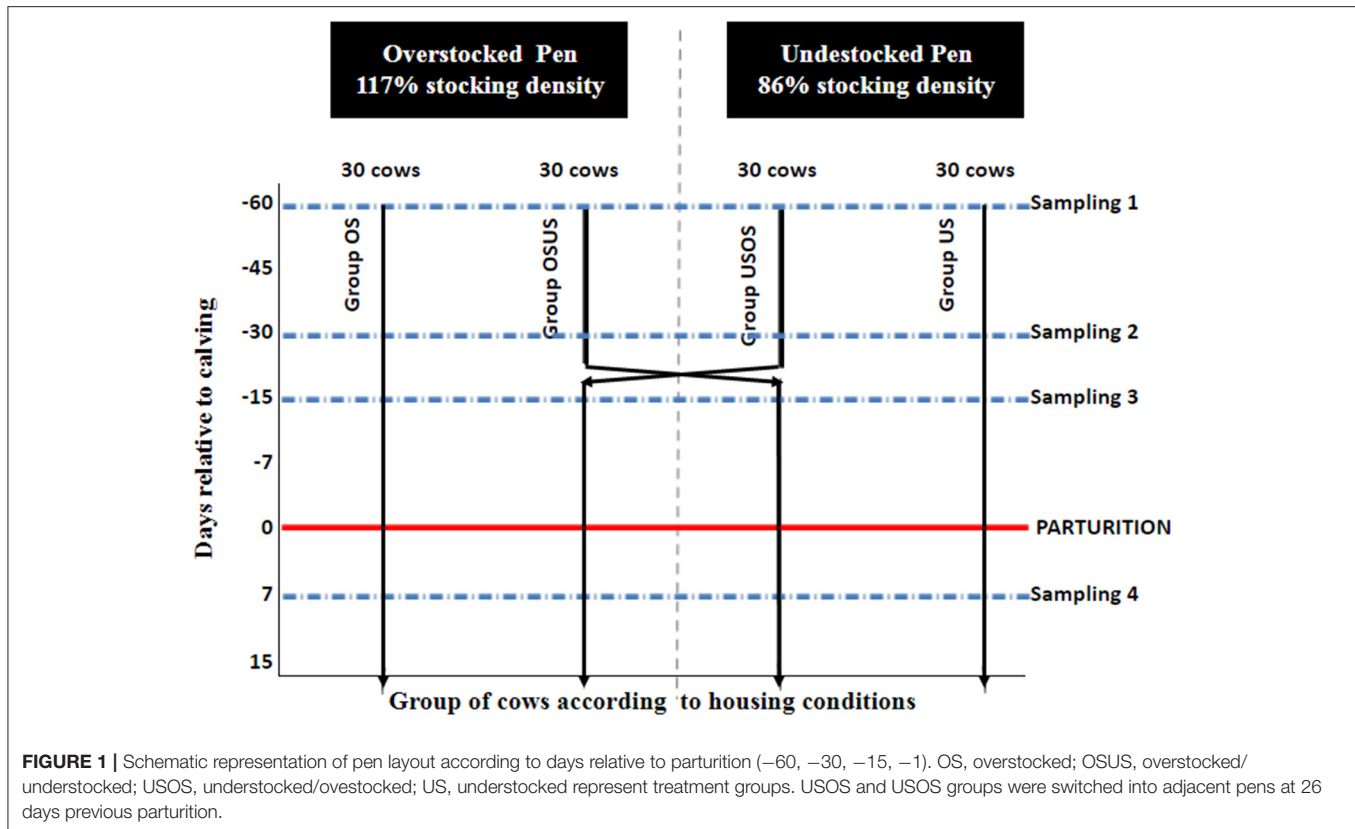 Overstocked Pen
117% stocking density
Undestocked Pen
86% stocking density
30 cows
30 cows
30 cows
30 cows
Days relative to calving
-60
-45
-30
-15
-7
0
7
15
Group OS
Group OSUS
Group USOS
Group US
Sampling 1
Sampling 2
Sampling 3
PARTURITION
Sampling 4
Group of cows according to housing conditions
FIGURE 1 | Schematic representation of pen layout according to days relative to parturition (−60, −30, −15, −1). OS, overstocked; OSUS, overstocked/
understocked; USOS, understocked/ovestocked; US, understocked represent treatment groups. USOS and USOS groups were switched into adjacent pens at 26
days previous parturition.